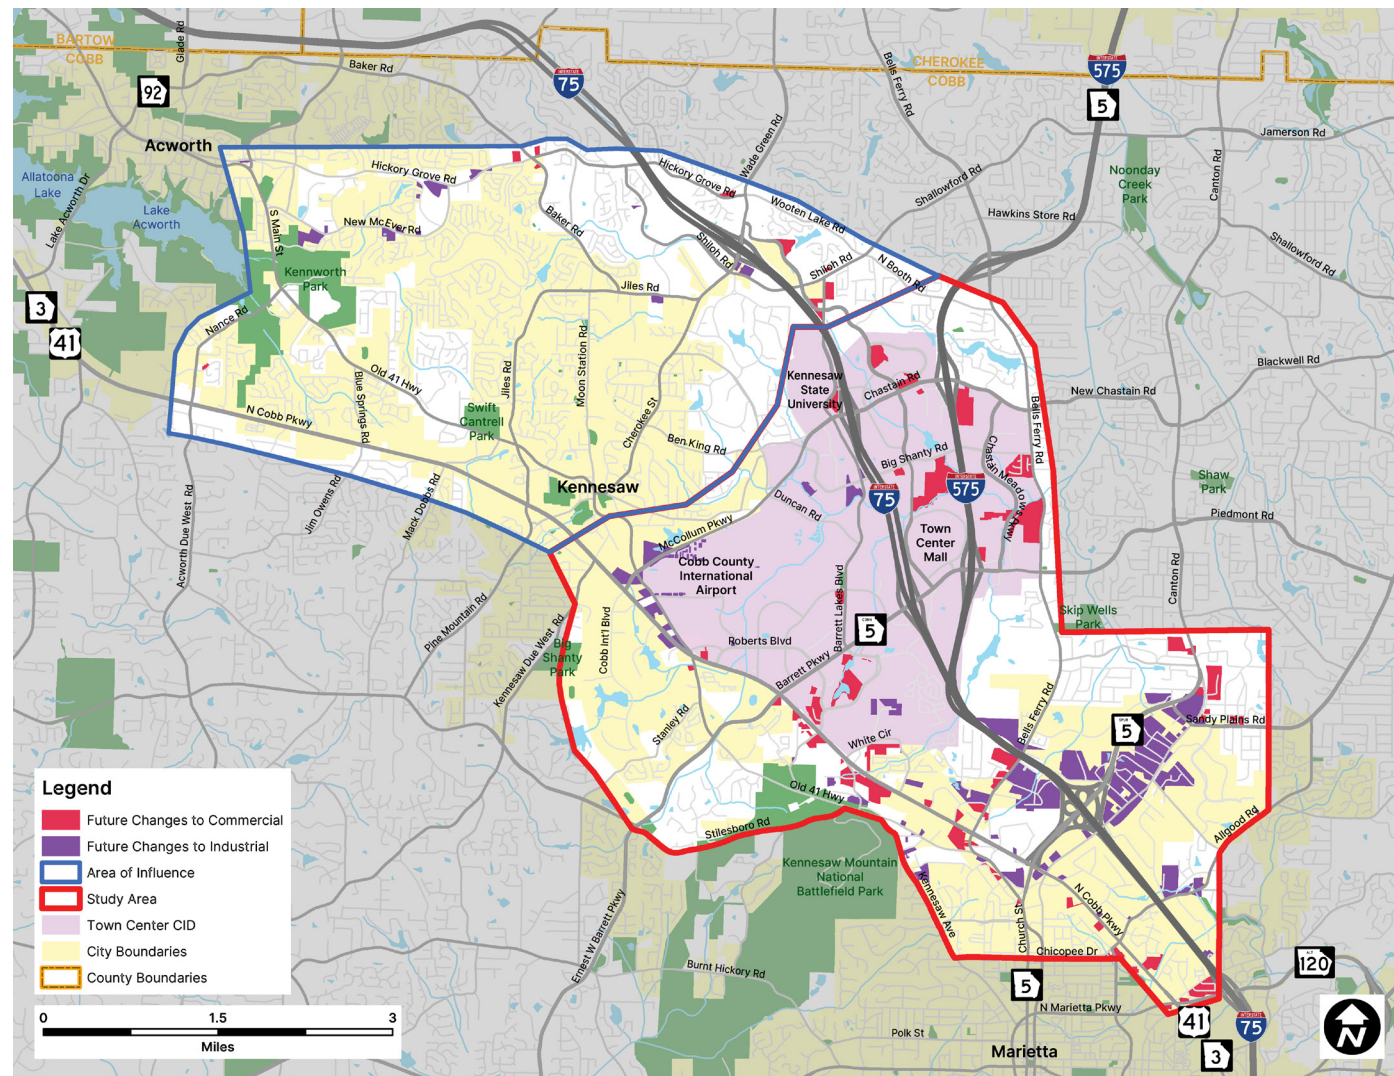 BARTOW
COBB
Glade Rd
Baker Rd
INTERSTATE
75
Bells Ferry Rd
CHEROKEE
COBB
INTERSTATE
575
5
92
Acworth
Jamerson Rd
Allatoona
Lake
Lake Acworth Dr
Lake
Acworth
Hickory Grove Rd
Hickory Grove Rd
Wade Green Rd
Shallowford Rd
Noonday
Creek
Park
Canton Rd
S Main St
New McEver Rd
Baker Rd
Shiloh Rd
Wooten Lake Rd
Hawkins Store Rd
Shallowford Rd
Kennworth
Park
Shiloh Rd
N Booth Rd
Jiles Rd
3
41
Nance Rd
Old 41 Hwy
Blue Springs Rd
Jiles Rd
Moon Station Rd
Kennesaw
State
University
Chastain Rd
Blackwell Rd
New Chastain Rd
N Cobb Pkwy
Swift
Cantrell
Park
Cherokee St
Ben King Rd
Bells Ferry Rd
Big Shanty Rd
Chastain Meadows Pkwy
Acworth Due West Rd
Jim Owens Rd
Mack Dobbs Rd
Kennesaw
INTERSTATE
75
INTERSTATE
575
Duncan Rd
McCollum Pkwy
Town
Center
Mall
Shaw
Park
Piedmont Rd
Canton Rd
Cobb County
International
Airport
Barrett Lakes Blvd
Skip Wells
Park
Pine Mountain Rd
Kennesaw Due West Rd
Cobb Int'l Blvd
Big
Shanty
Park
Roberts Blvd
5
Barrett Pkwy
Stanley Rd
White Cir
Bells Ferry Rd
SPUR
5
Sandy Plains Rd
Old 41 Hwy
Stilesboro Rd
Allgood Rd
Kennesaw Mountain
National
Battlefield Park
Kennesaw Ave
Church St
N Cobb Pkwy
Chicopee Dr
Ernest W Barrett Pkwy
Burnt Hickory Rd
5
N Marietta Pkwy
Polk St
Marietta
41
3
INTERSTATE
75
ALT
120
N
Legend
Future Changes to Commercial
Future Changes to Industrial
Area of Influence
Study Area
Town Center CID
City Boundaries
County Boundaries
0
1.5
3
Miles